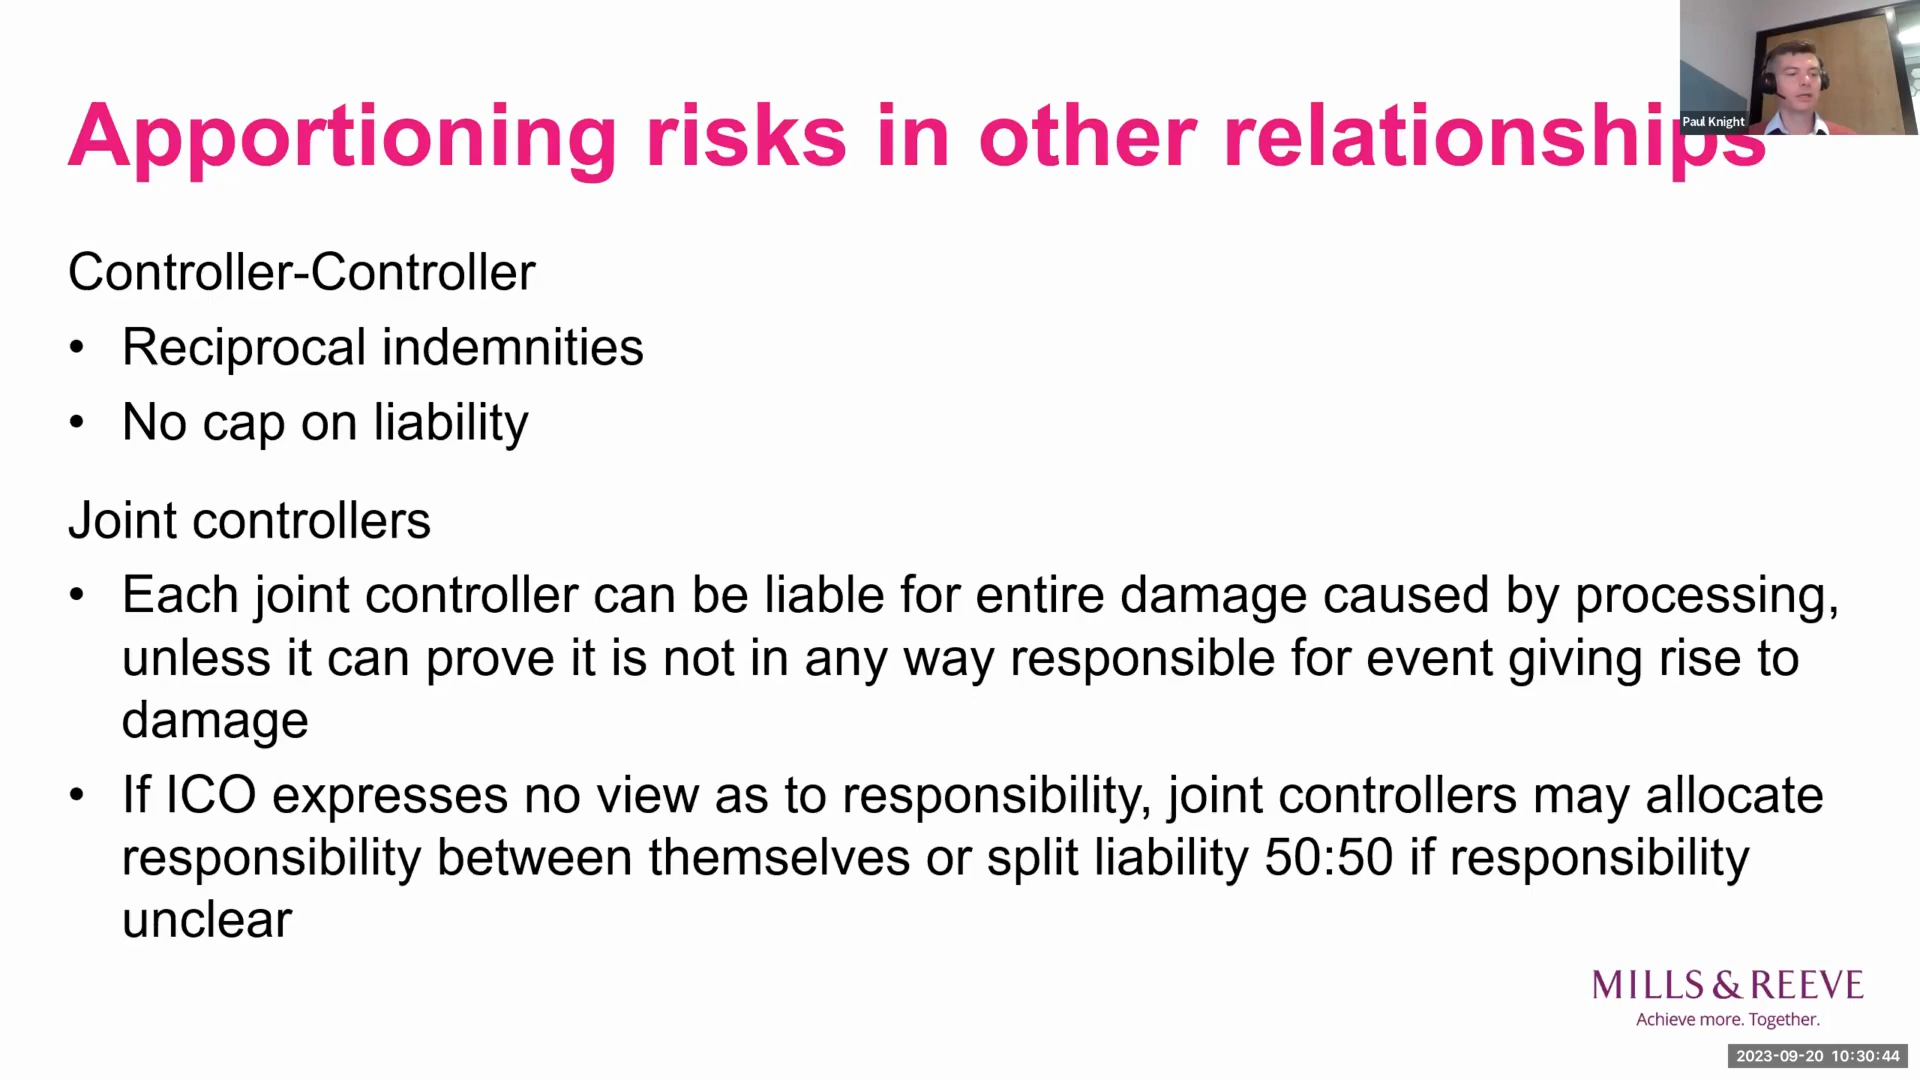 Apportioning risks in other relationships
Paul Knight
Controller-Controller
• Reciprocal indemnities
• No cap on liability
Joint controllers
• Each joint controller can be liable for entire damage caused by processing,
unless it can prove it is not in any way responsible for event giving rise to
damage
• If ICO expresses no view as to responsibility, joint controllers may allocate
responsibility between themselves or split liability 50:50 if responsibility
unclear
MILLS & REEVE
Achieve more. Together.
2023-09-20 10:30:44